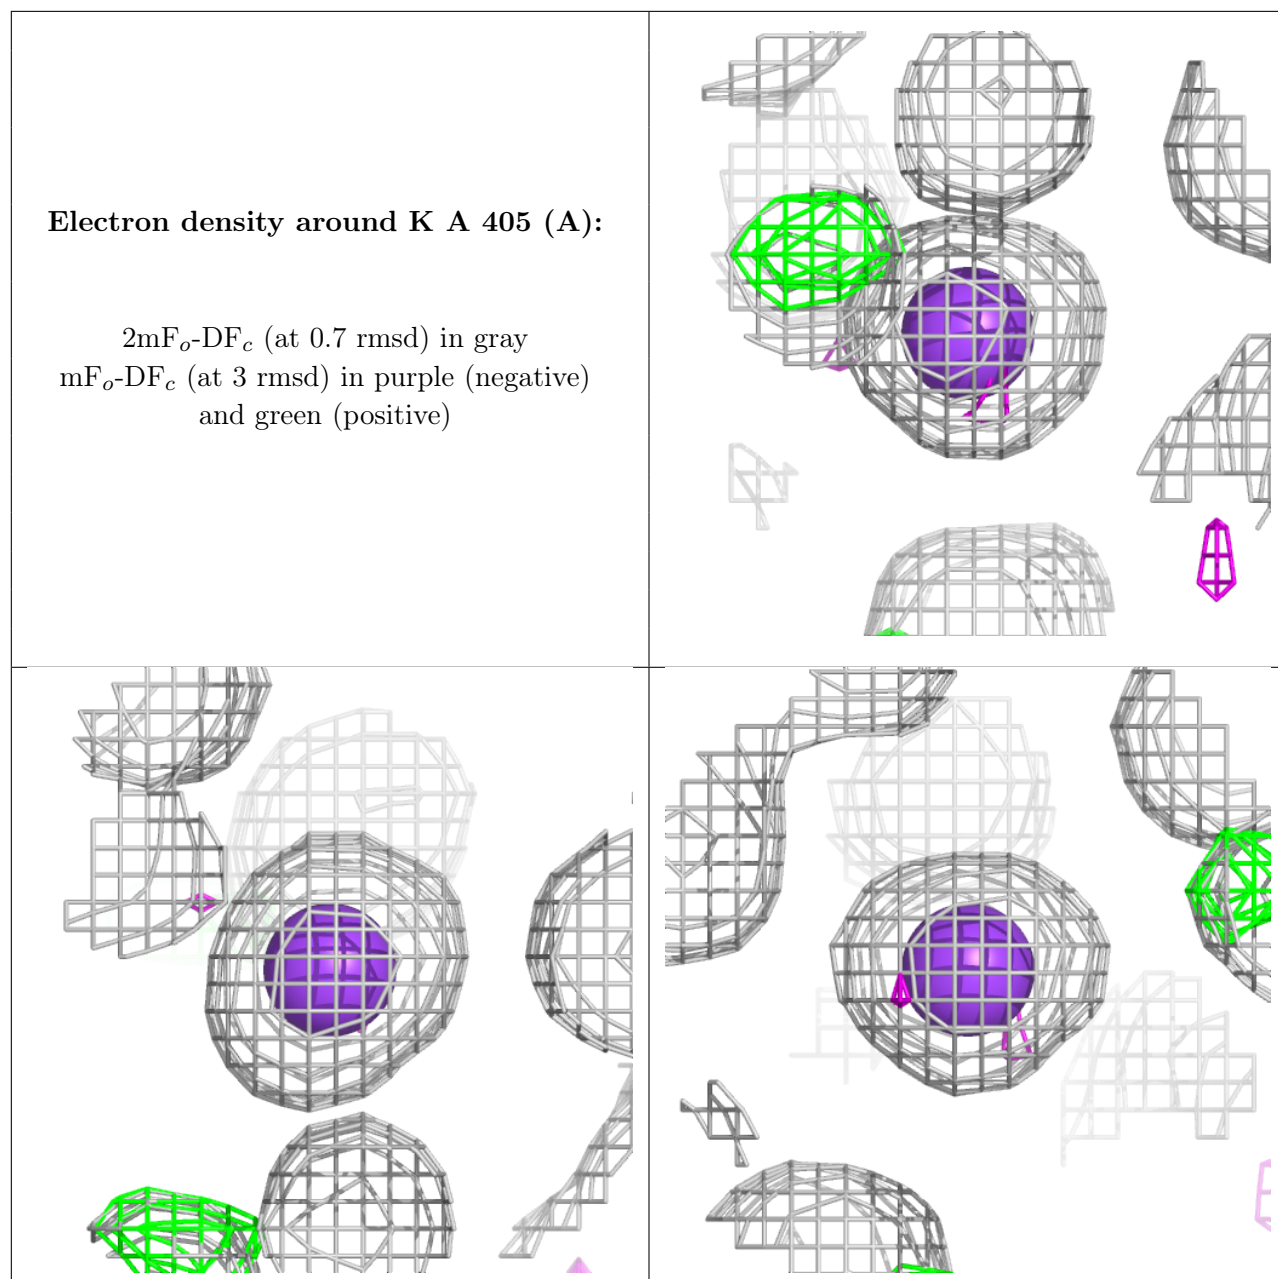 Electron density around K A 405 (A):
2mFo-DFc (at 0.7 rmsd) in gray
mFo-DFc (at 3 rmsd) in purple (negative)
and green (positive)